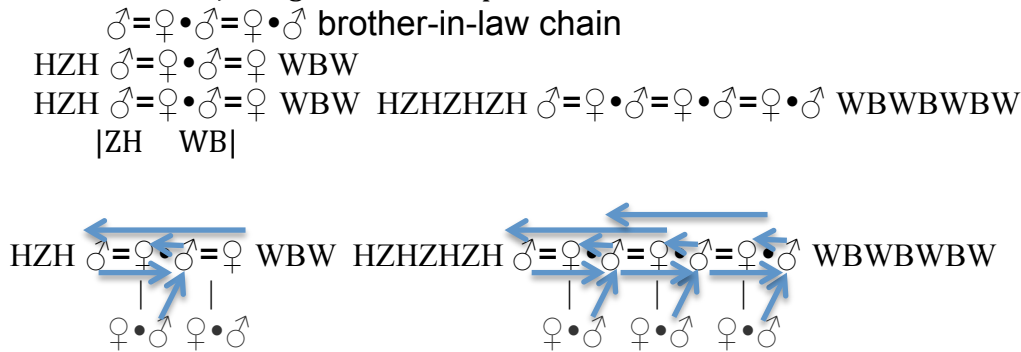 ♂=♀•♂=♀•♂ brother-in-law chain
HZH ♂=♀•♂=♀ WBW
HZH ♂=♀•♂=♀ WBW HZHZHZH ♂=♀•♂=♀•♂=♀•♂ WBWBWBW
|ZH WB|
HZH ♂=♀•♂=♀ WBW HZHZHZH ♂=♀•♂=♀•♂=♀•♂ WBWBWBW
| | | | |
♀•♂ ♀•♂ ♀•♂ ♀•♂ ♀•♂